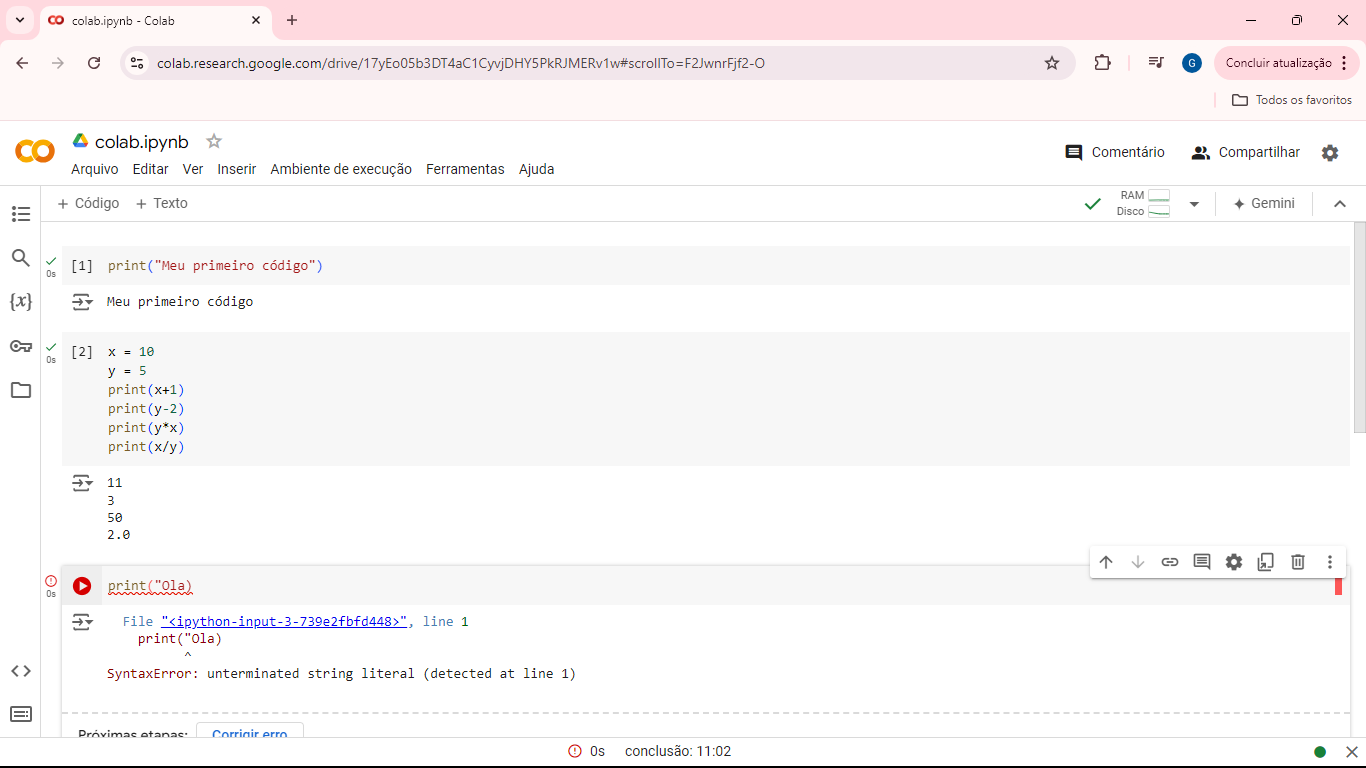 colab.ipynb - Colab
colab.research.google.com/drive/17yEo05b3DT4aC1CyvjDHY5PkRJMERv1w#scrollTo=F2JwnrFjf2-O
G
Concluir atualização
Todos os favoritos
colab.ipynb
Comentário
Compartilhar
Arquivo Editar Ver Inserir Ambiente de execução Ferramentas Ajuda
+ Código + Texto
RAM
Disco
Gemini
0s
[1] print("Meu primeiro código")
Meu primeiro código
0s
[2] x = 10
y = 5
print(x+1)
print(y-2)
print(y*x)
print(x/y)
11
3
50
2.0
0s
print("Ola)
File "<ipython-input-3-739e2fbfd448>", line 1
print("Ola)
^
SyntaxError: unterminated string literal (detected at line 1)
Próximas etapas: Corrigir erro
0s conclusão: 11:02